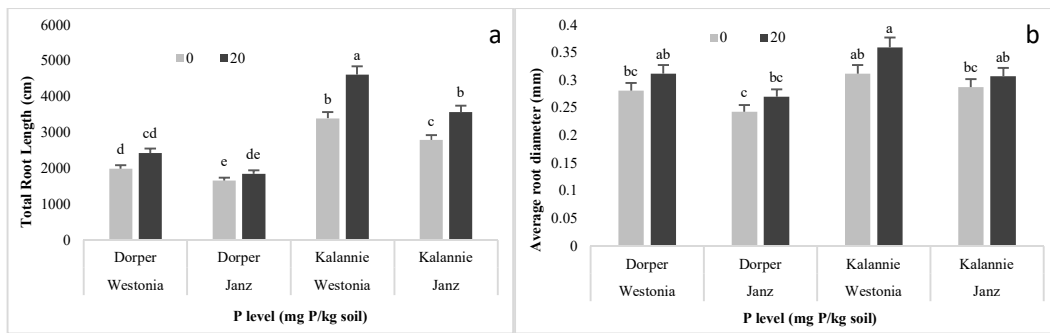 a
Total Root Length (cm)
6000
5000
4000
3000
2000
1000
0
0 20
d cd e de b a c b
Dorper Dorper Kalannie Kalannie
Westonia Janz Westonia Janz
P level (mg P/kg soil)
b
Average root diameter (mm)
0.4
0.35
0.3
0.25
0.2
0.15
0.1
0.05
0
0 20
bc ab c bc ab a bc ab
Dorper Dorper Kalannie Kalannie
Westonia Janz Westonia Janz
P level (mg P/kg soil)